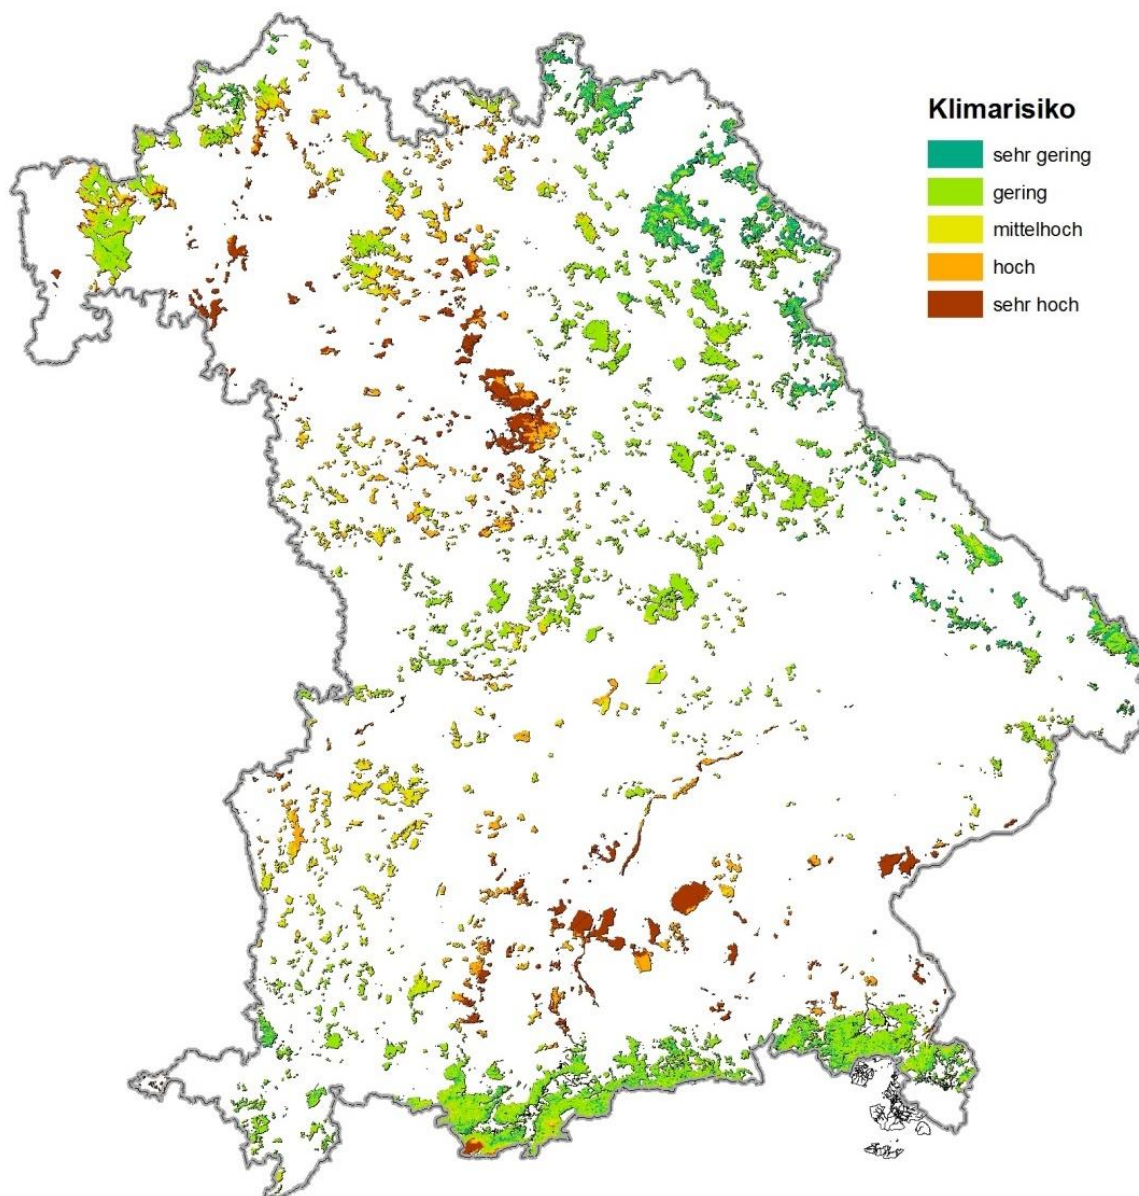 Klimarisiko
sehr gering
gering
mittelhoch
hoch
sehr hoch